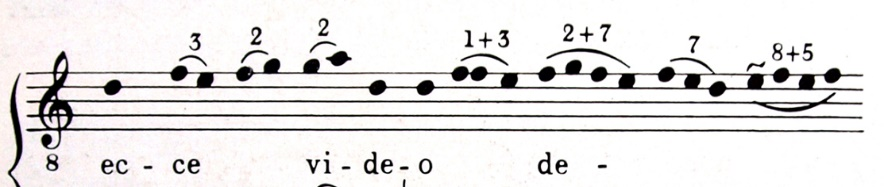 3 2 2 1+3 2+7 7 8+5
8 ec - ce vi - de - o de -